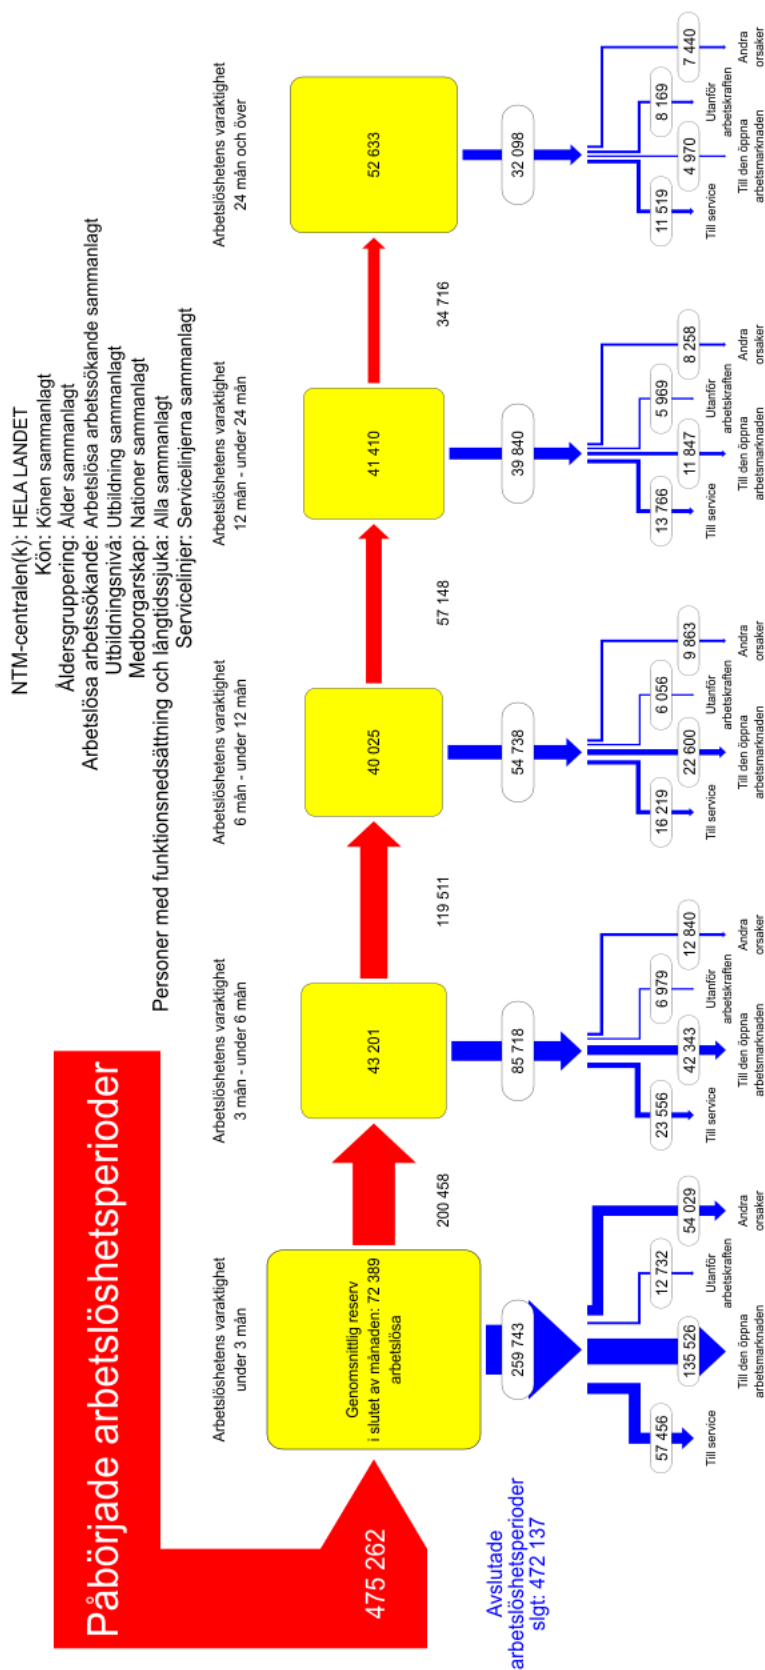 NTM-centralen(k): HELA LANDET
Kön: Könen sammanlagt
Åldersgruppering: Ålder sammanlagt
Arbetslösa arbetssökande: Arbetslösa arbetssökande sammanlagt
Utbildningsnivå: Utbildning sammanlagt
Medborgarskap: Nationer sammanlagt
Personer med funktionsnedsättning och långtidssjuka: Alla sammanlagt
Servicelinjer: Servicelinjerna sammanlagt
Påbörjade arbetslöshetsperioder
475 262
Arbetslöshetens varaktighet
under 3 mån
Genomsnittlig reserv
i slutet av månaden: 72 389
arbetslösa
200 458
Arbetslöshetens varaktighet
3 mån - under 6 mån
43 201
119 511
Arbetslöshetens varaktighet
6 mån - under 12 mån
40 025
57 148
Arbetslöshetens varaktighet
12 mån - under 24 mån
41 410
34 716
Arbetslöshetens varaktighet
24 mån och över
52 633
Avslutade
arbetslöshetsperioder
slgt: 472 137
259 743
57 456
Till service
135 526
Till den öppna
arbetsmarknaden
12 732
Utanför
arbetskraften
54 029
Andra
orsaker
85 718
23 556
Till service
42 343
Till den öppna
arbetsmarknaden
6 979
Utanför
arbetskraften
12 840
Andra
orsaker
54 738
16 219
Till service
22 600
Till den öppna
arbetsmarknaden
6 056
Utanför
arbetskraften
9 863
Andra
orsaker
39 840
13 766
Till service
11 847
Till den öppna
arbetsmarknaden
5 969
Utanför
arbetskraften
8 258
Andra
orsaker
32 098
11 519
Till service
4 970
Till den öppna
arbetsmarknaden
8 169
Utanför
arbetskraften
7 440
Andra
orsaker